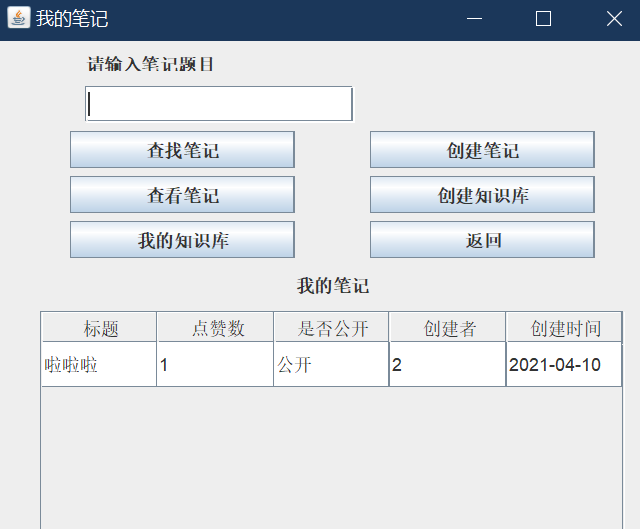 我的笔记
请输入笔记题目
查找笔记 创建笔记
查看笔记 创建知识库
我的知识库 返回
我的笔记
标题 点赞数 是否公开 创建者 创建时间
啦啦啦 1 公开 2 2021-04-10